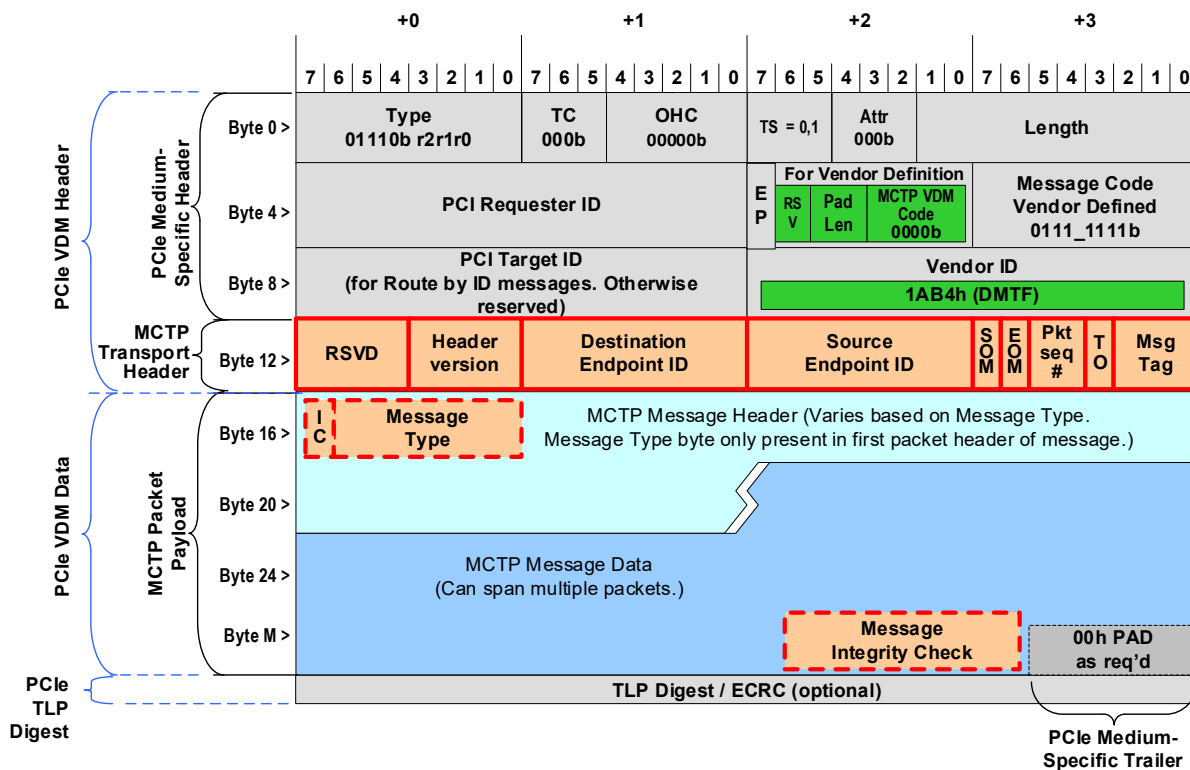 +0 +1 +2 +3
7 6 5 4 3 2 1 0 7 6 5 4 3 2 1 0 7 6 5 4 3 2 1 0 7 6 5 4 3 2 1 0
PCIe VDM Header
PCIe Medium-
Specific Header
Byte 0 >
Type
01110b r2r1r0
TC
000b
OHC
00000b
TS = 0,1
Attr
000b
Length
Byte 4 >
PCI Requester ID
E
P
For Vendor Definition
RS
V
Pad
Len
MCTP VDM
Code
0000b
Message Code
Vendor Defined
0111_1111b
Byte 8 >
PCI Target ID
(for Route by ID messages. Otherwise
reserved)
Vendor ID
1AB4h (DMTF)
MCTP
Transport
Header
Byte 12 >
RSVD
Header
version
Destination
Endpoint ID
Source
Endpoint ID
S
O
M
E
O
M
Pkt
seq
#
T
O
Msg
Tag
PCIe VDM Data
MCTP Packet
Payload
Byte 16 >
I
C
Message
Type
MCTP Message Header (Varies based on Message Type.
Message Type byte only present in first packet header of message.)
Byte 20 >
Byte 24 >
MCTP Message Data
(Can span multiple packets.)
Byte M >
Message
Integrity Check
00h PAD
as req'd
PCIe
TLP
Digest
TLP Digest / ECRC (optional)
PCIe Medium-
Specific Trailer